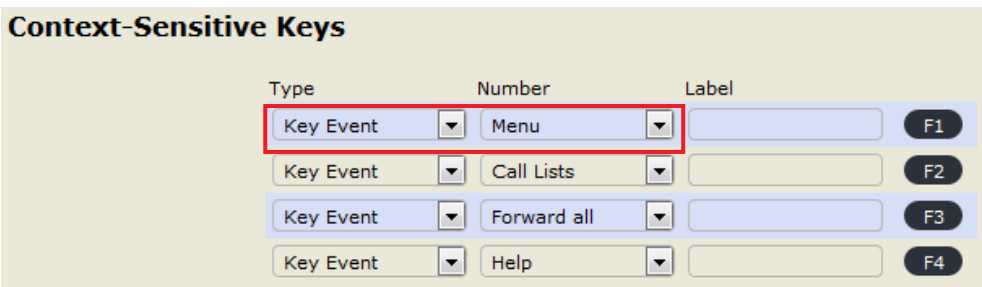 Context-Sensitive Keys
Type Number Label
Key Event Menu F1
Key Event Call Lists F2
Key Event Forward all F3
Key Event Help F4